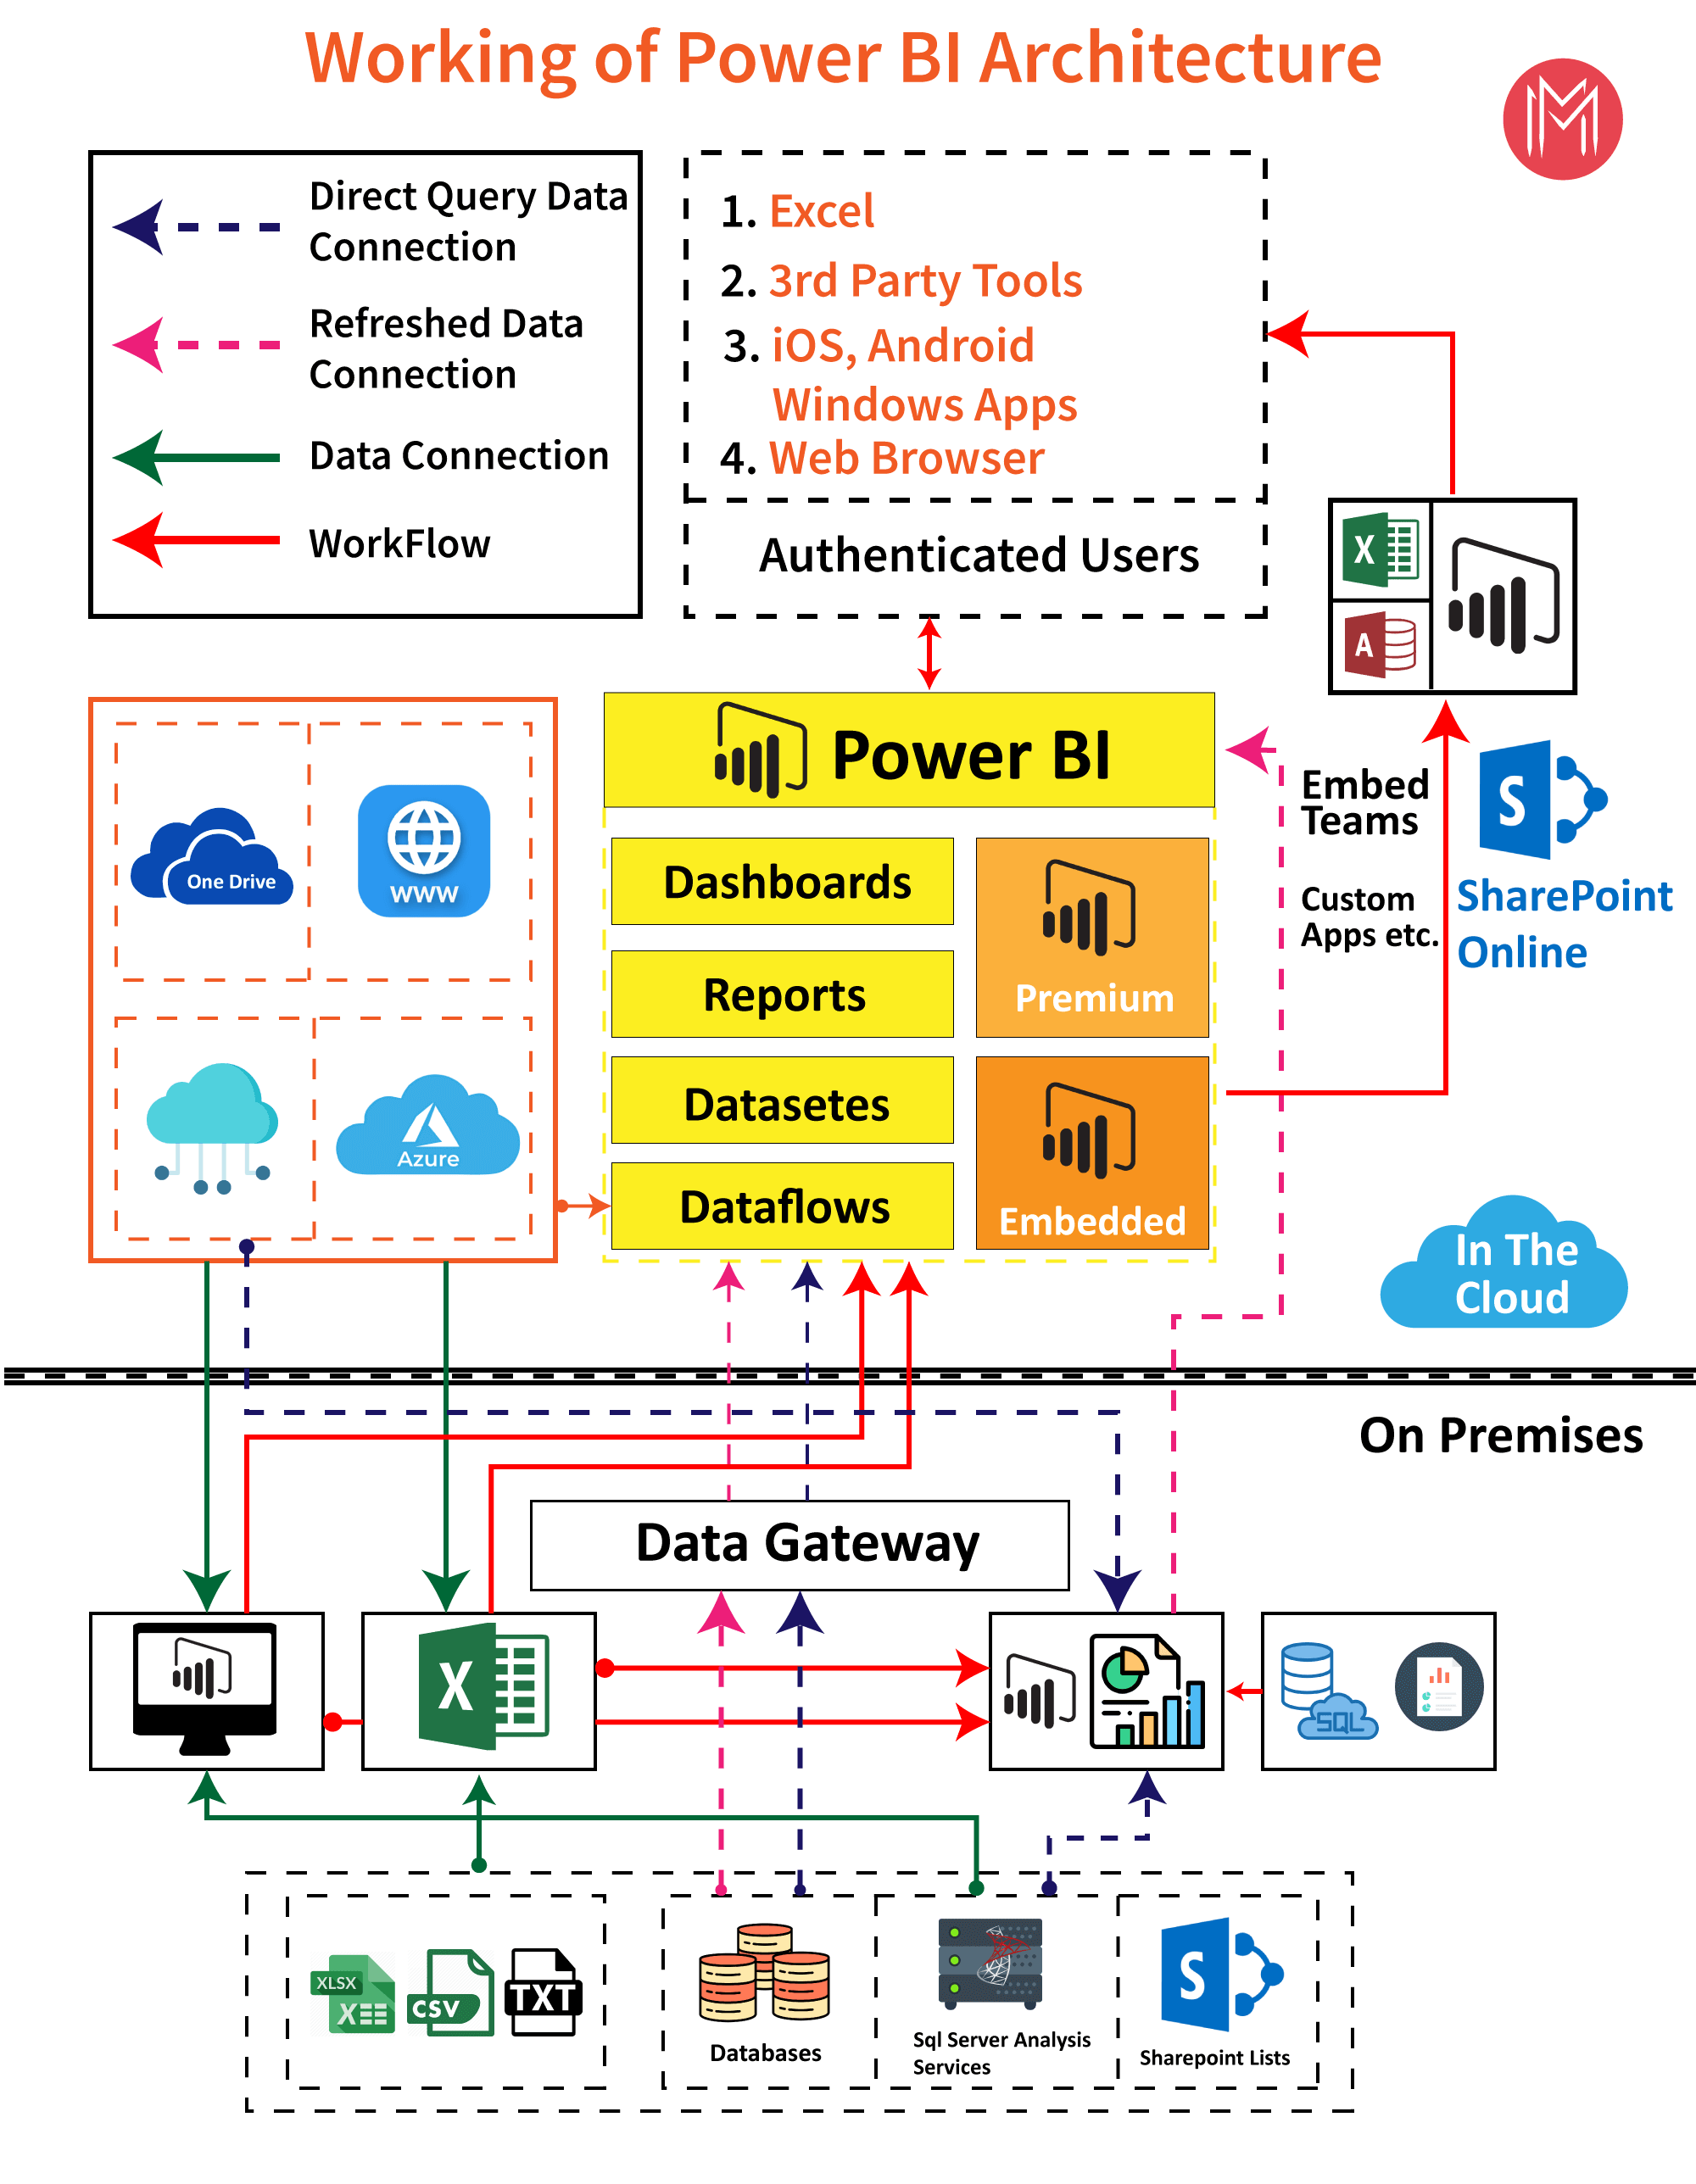 Working of Power BI Architecture
Direct Query Data
Connection
Refreshed Data
Connection
Data Connection
WorkFlow
1. Excel
2. 3rd Party Tools
3. iOS, Android
Windows Apps
4. Web Browser
Authenticated Users
X
A
Power BI
Embed
Teams
Custom
Apps etc.
S
SharePoint
Online
One Drive
WWW
Azure
Dashboards
Reports
Datasetes
Dataflows
Premium
Embedded
In The
Cloud
On Premises
Data Gateway
X
SQL
XLSX
X
CSV
TXT
Databases
Sql Server Analysis
Services
S
Sharepoint Lists